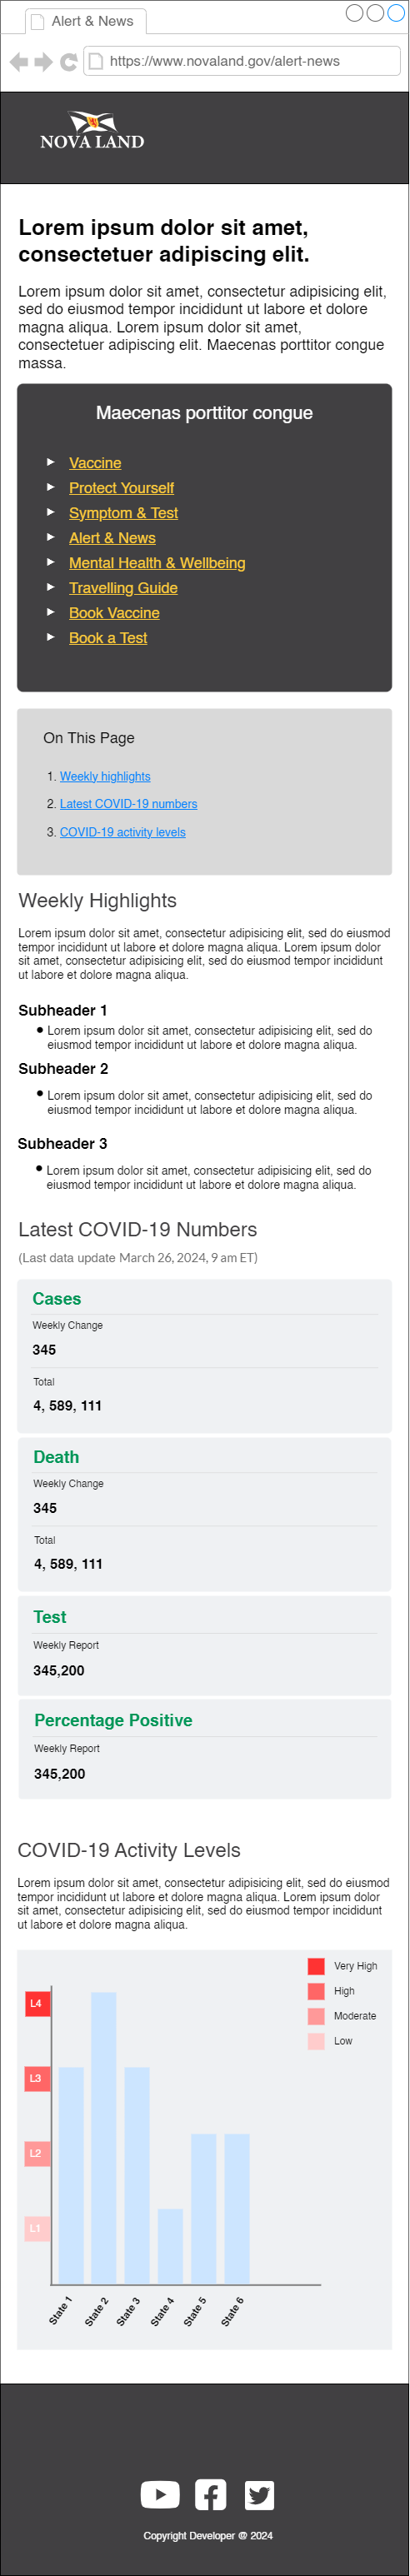 Alert & News
https://www.novaland.gov/alert-news
NOVA LAND
Lorem ipsum dolor sit amet,
consectetuer adipiscing elit.
Lorem ipsum dolor sit amet, consectetur adipisicing elit,
sed do eiusmod tempor incididunt ut labore et dolore
magna aliqua. Lorem ipsum dolor sit amet,
consectetuer adipiscing elit. Maecenas porttitor congue
massa.
Maecenas porttitor congue
Vaccine
Protect Yourself
Symptom & Test
Alert & News
Mental Health & Wellbeing
Travelling Guide
Book Vaccine
Book a Test
On This Page
1. Weekly highlights
2. Latest COVID-19 numbers
3. COVID-19 activity levels
Weekly Highlights
Lorem ipsum dolor sit amet, consectetur adipisicing elit, sed do eiusmod
tempor incididunt ut labore et dolore magna aliqua. Lorem ipsum dolor
sit amet, consectetur adipisicing elit, sed do eiusmod tempor incididunt
ut labore et dolore magna aliqua.
Subheader 1
• Lorem ipsum dolor sit amet, consectetur adipisicing elit, sed do
eiusmod tempor incididunt ut labore et dolore magna aliqua.
Subheader 2
• Lorem ipsum dolor sit amet, consectetur adipisicing elit, sed do
eiusmod tempor incididunt ut labore et dolore magna aliqua.
Subheader 3
• Lorem ipsum dolor sit amet, consectetur adipisicing elit, sed do
eiusmod tempor incididunt ut labore et dolore magna aliqua.
Latest COVID-19 Numbers
(Last data update March 26, 2024, 9 am ET)
Cases
Weekly Change
345
Total
4, 589, 111
Death
Weekly Change
345
Total
4, 589, 111
Test
Weekly Report
345,200
Percentage Positive
Weekly Report
345,200
COVID-19 Activity Levels
Lorem ipsum dolor sit amet, consectetur adipisicing elit, sed do eiusmod
tempor incididunt ut labore et dolore magna aliqua. Lorem ipsum dolor
sit amet, consectetur adipisicing elit, sed do eiusmod tempor incididunt
ut labore et dolore magna aliqua.
Very High
High
Moderate
Low
L4
L3
L2
L1
State 1
State 2
State 3
State 4
State 5
State 6
Copyright Developer @ 2024